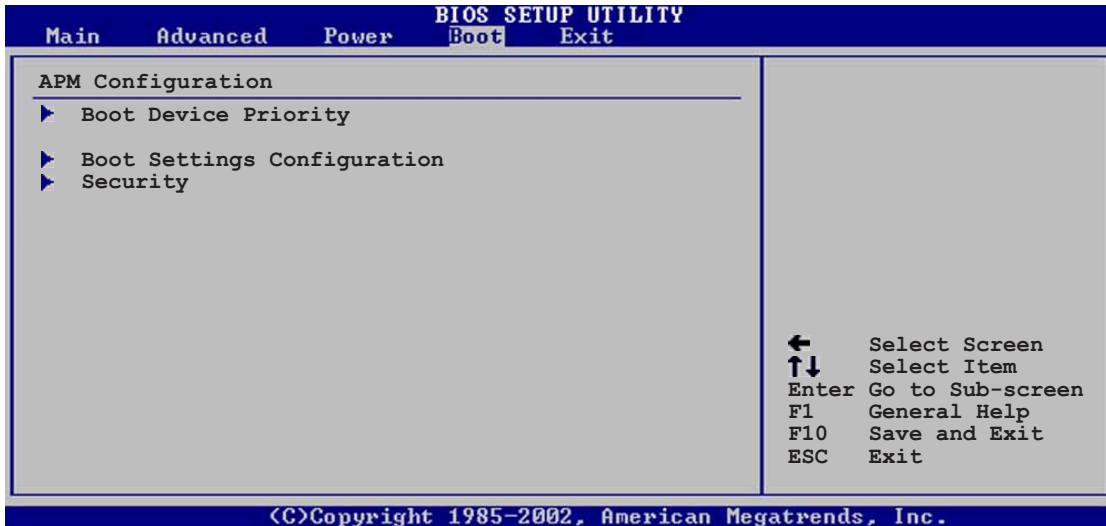 BIOS SETUP UTILITY
Main Advanced Power Boot Exit
APM Configuration
Boot Device Priority
Boot Settings Configuration
Security
← Select Screen
↑↓ Select Item
Enter Go to Sub-screen
F1 General Help
F10 Save and Exit
ESC Exit
(C)Copyright 1985-2002, American Megatrends, Inc.